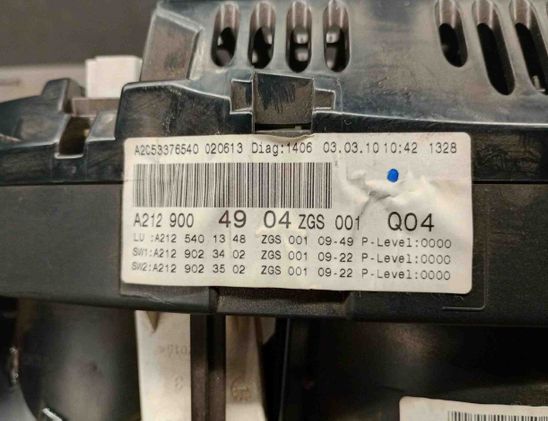 A2C53376540 020613 Diag:1406 03.03.10 10:42 1328
A212 900 49 04 ZGS 001 Q04
LU :A212 540 13 48 ZGS 001 09-49 P-Level:0000
SW1:A212 902 34 02 ZGS 001 09-22 P-Level:0000
SW2:A212 902 35 02 ZGS 001 09-22 P-Level:0000